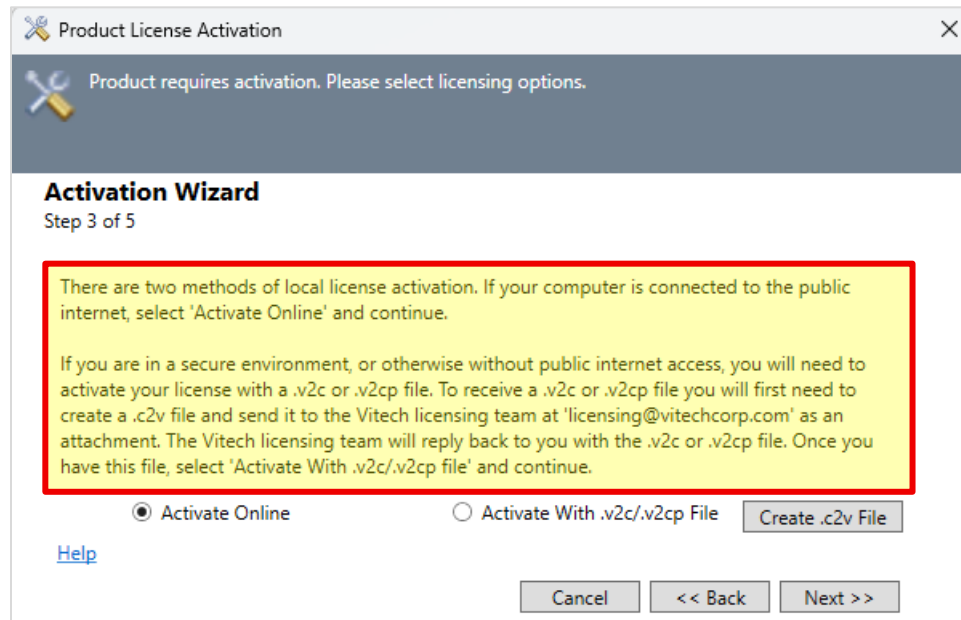 Product License Activation
Product requires activation. Please select licensing options.
Activation Wizard
Step 3 of 5
There are two methods of local license activation. If your computer is connected to the public
internet, select 'Activate Online' and continue.
If you are in a secure environment, or otherwise without public internet access, you will need to
activate your license with a .v2c or .v2cp file. To receive a .v2c or .v2cp file you will first need to
create a .c2v file and send it to the Vitech licensing team at 'licensing@vitechcorp.com' as an
attachment. The Vitech licensing team will reply back to you with the .v2c or .v2cp file. Once you
have this file, select 'Activate With .v2c/.v2cp file' and continue.
Activate Online Activate With .v2c/.v2cp File Create .c2v File
Help
Cancel << Back Next >>